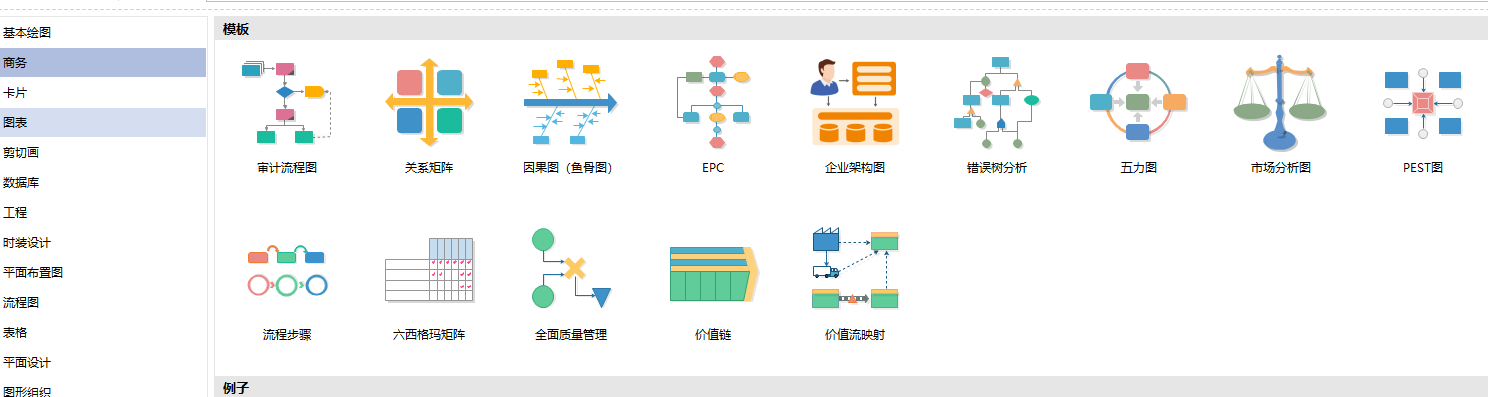 基本绘图
商务
卡片
图表
剪切画
数据库
工程
时装设计
平面布置图
流程图
表格
平面设计
图形组织
模板
审计流程图
关系矩阵
因果图（鱼骨图）
EPC
企业架构图
错误树分析
五力图
市场分析图
PEST图
流程步骤
六西格玛矩阵
全面质量管理
价值链
价值流映射
例子